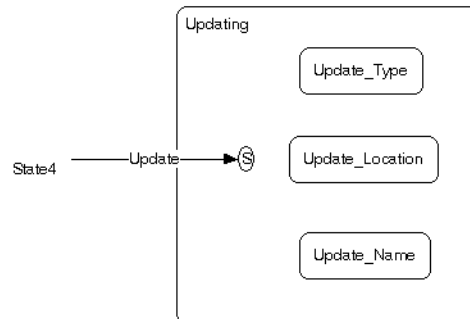 Updating
Update_Type
Update
S
Update_Location
State4
Update_Name